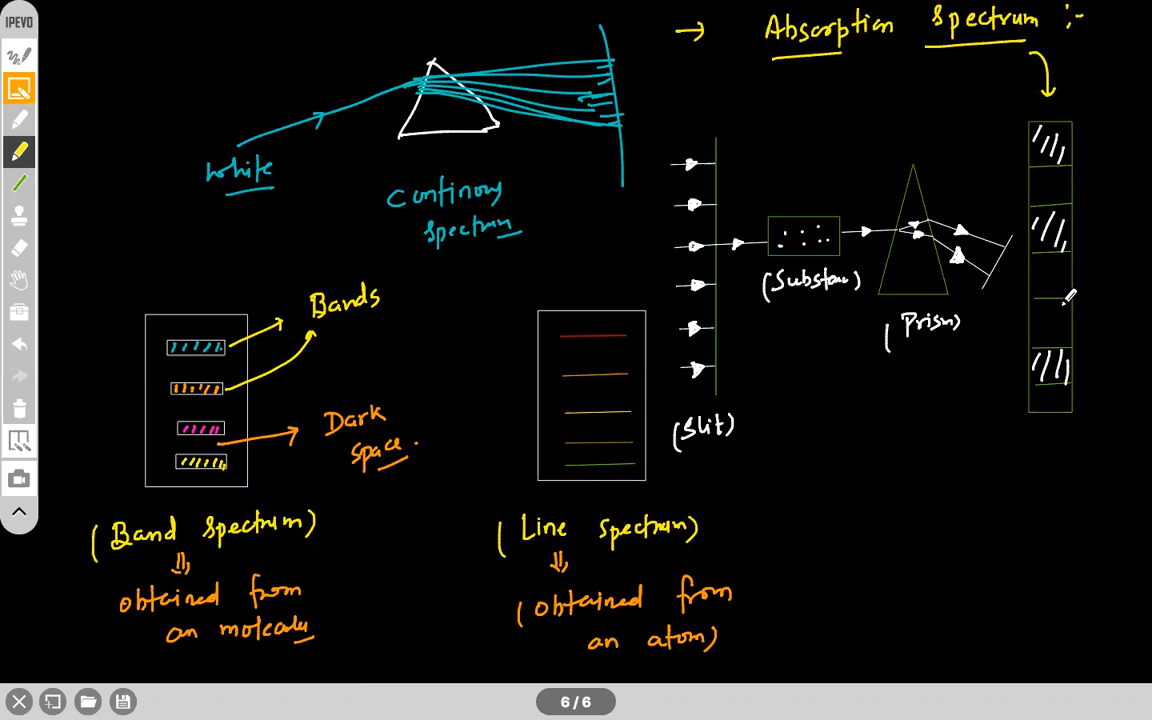 IPEVO
→ Absorption Spectrum :-
White
Continous
spectrum
(Substance)
(Prism
(Slit)
Bands
Dark
space.
(Band spectrum)
⇓
obtained from
an molecule
(Line spectrum)
⇓
(obtained from
an atom)
6/6